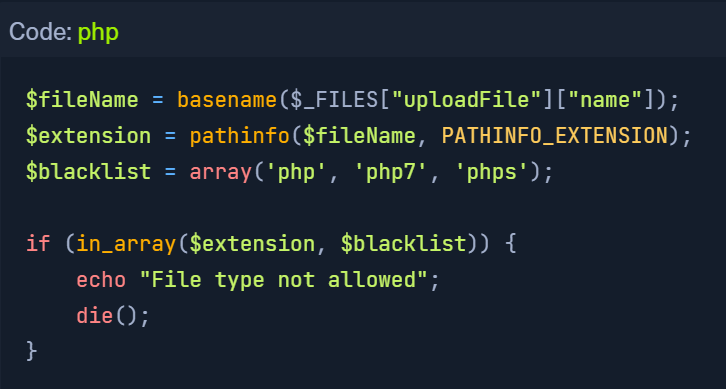 Code: php
$fileName = basename($_FILES["uploadFile"]["name"]);
$extension = pathinfo($fileName, PATHINFO_EXTENSION);
$blacklist = array('php', 'php7', 'phps');
if (in_array($extension, $blacklist)) {
    echo "File type not allowed";
    die();
}